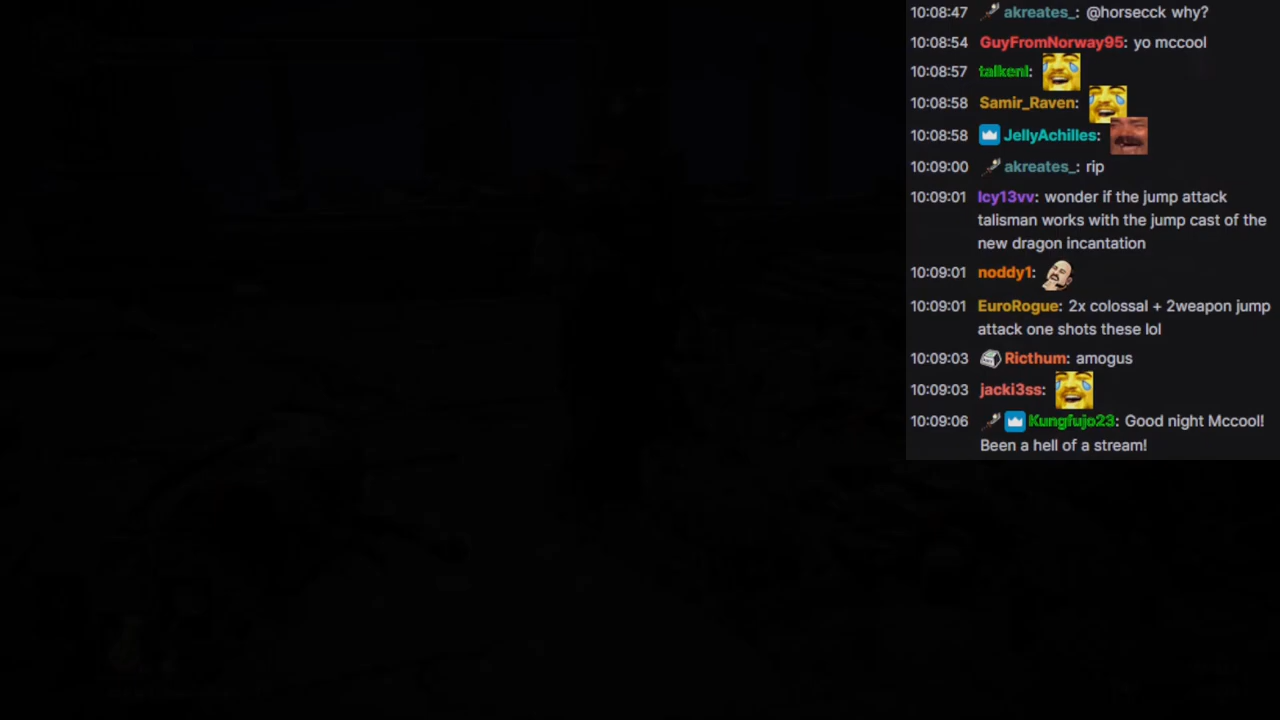 10:08:47 akreates_: @horsecck why?
10:08:54 GuyFromNorway95: yo mccool
10:08:57 talkent:
10:08:58 Samir_Raven:
10:08:58 JellyAchilles:
10:09:00 akreates_: rip
10:09:01 Icy13vv: wonder if the jump attack
talisman works with the jump cast of the
new dragon incantation
10:09:01 noddy1:
10:09:01 EuroRogue: 2x colossal + 2weapon jump
attack one shots these lol
10:09:03 Ricthum: amogus
10:09:03 jacki3ss:
10:09:06 Kungfujo23: Good night Mccool!
Been a hell of a stream!